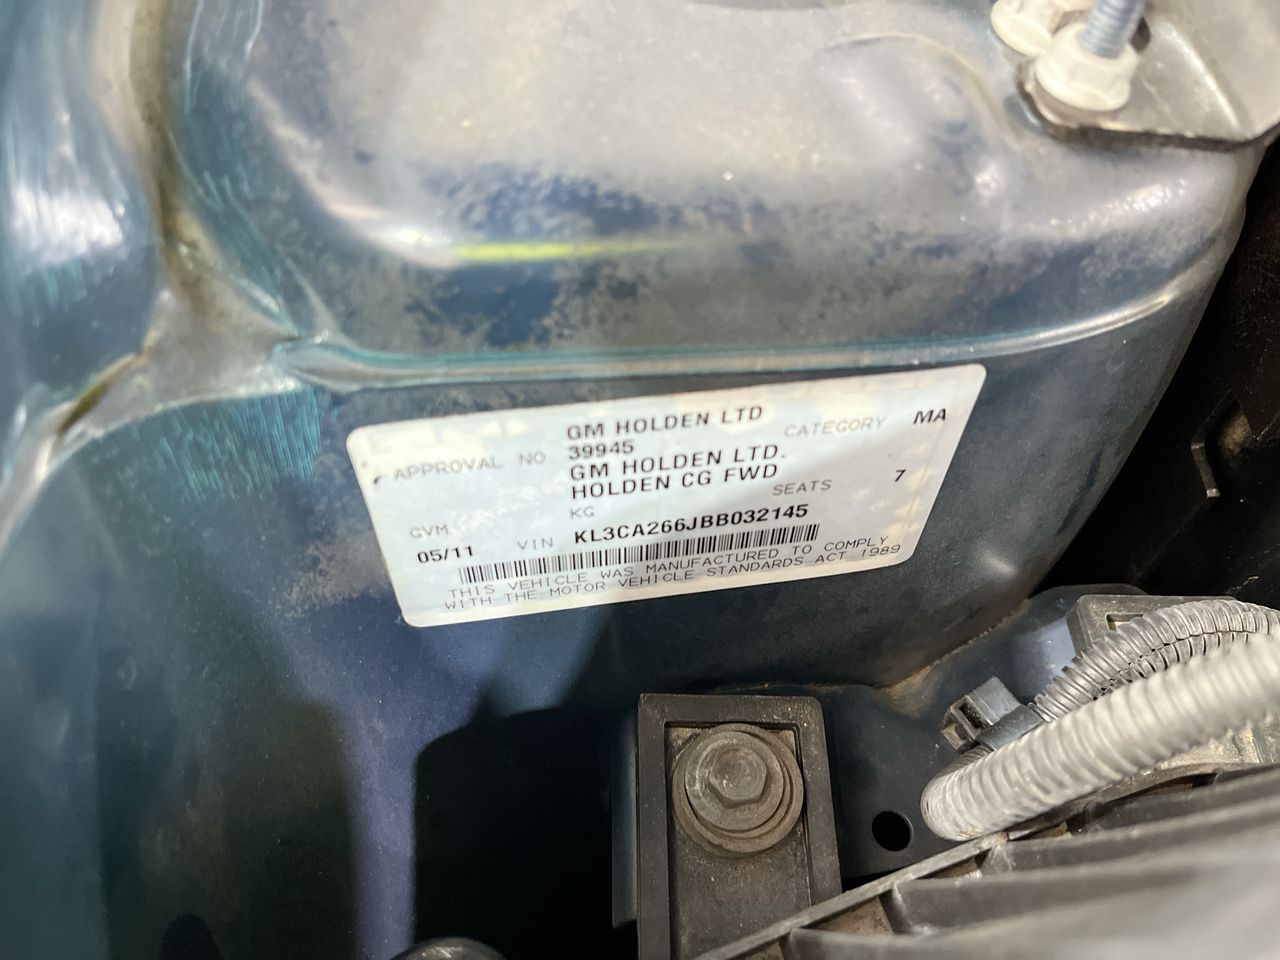 GM HOLDEN LTD
APPROVAL NO 39945 CATEGORY MA
GM HOLDEN LTD.
HOLDEN CG FWD
GVM KG SEATS 7
05/11 VIN KL3CA266JBB032145
THIS VEHICLE WAS MANUFACTURED TO COMPLY
WITH THE MOTOR VEHICLE STANDARDS ACT 1989